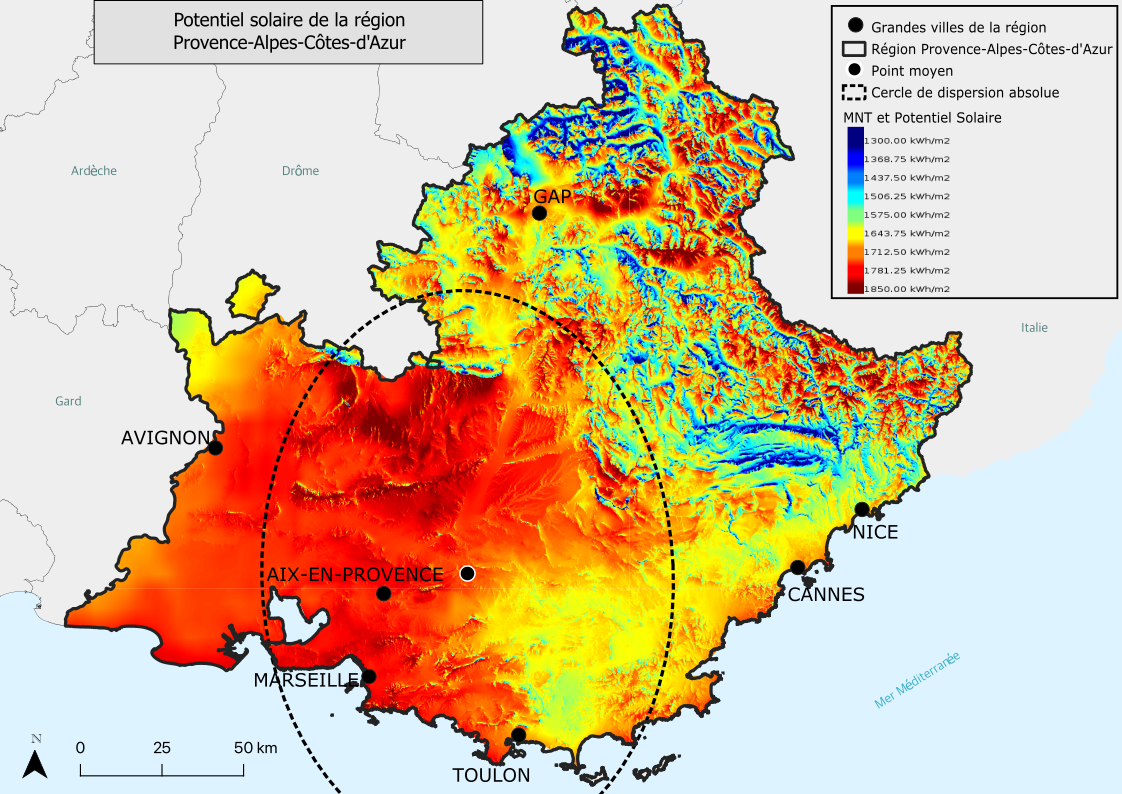 Potentiel solaire de la région
Provence-Alpes-Côtes-d'Azur
Grandes villes de la région
Région Provence-Alpes-Côtes-d'Azur
Point moyen
Cercle de dispersion absolue
MNT et Potentiel Solaire
1300.00 kWh/m2
1368.75 kWh/m2
1437.50 kWh/m2
1506.25 kWh/m2
1575.00 kWh/m2
1643.75 kWh/m2
1712.50 kWh/m2
1781.25 kWh/m2
1850.00 kWh/m2
Ardèche
Drôme
GAP
Italie
Gard
AVIGNON
NICE
AIX-EN-PROVENCE
CANNES
MARSEILLE
Mer Méditerranée
N
0 25 50 km
TOULON